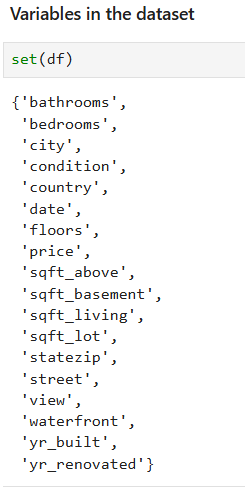 Variables in the dataset
set(df)
{'bathrooms',
'bedrooms',
'city',
'condition',
'country',
'date',
'floors',
'price',
'sqft_above',
'sqft_basement',
'sqft_living',
'sqft_lot',
'statezip',
'street',
'view',
'waterfront',
'yr_built',
'yr_renovated'}